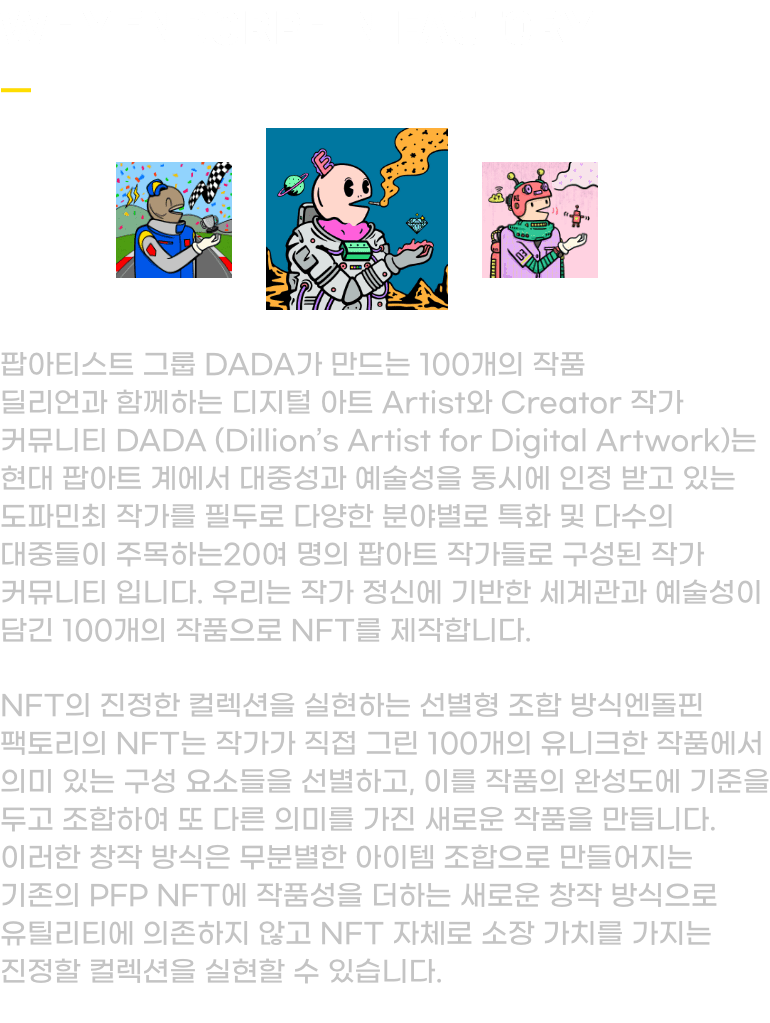 팝아티스트 그룹 DADA가 만드는 100개의 작품
딜리언과 함께하는 디지털 아트 Artist와 Creator 작가
커뮤니티 DADA (Dillion’s Artist for Digital Artwork)는
현대 팝아트 계에서 대중성과 예술성을 동시에 인정 받고 있는
도파민최 작가를 필두로 다양한 분야별로 특화 및 다수의
대중들이 주목하는20여 명의 팝아트 작가들로 구성된 작가
커뮤니티 입니다. 우리는 작가 정신에 기반한 세계관과 예술성이
담긴 100개의 작품으로 NFT를 제작합니다.
NFT의 진정한 컬렉션을 실현하는 선별형 조합 방식엔돌핀
팩토리의 NFT는 작가가 직접 그린 100개의 유니크한 작품에서
의미 있는 구성 요소들을 선별하고, 이를 작품의 완성도에 기준을
두고 조합하여 또 다른 의미를 가진 새로운 작품을 만듭니다.
이러한 창작 방식은 무분별한 아이템 조합으로 만들어지는
기존의 PFP NFT에 작품성을 더하는 새로운 창작 방식으로
유틸리티에 의존하지 않고 NFT 자체로 소장 가치를 가지는
진정할 컬렉션을 실현할 수 있습니다.